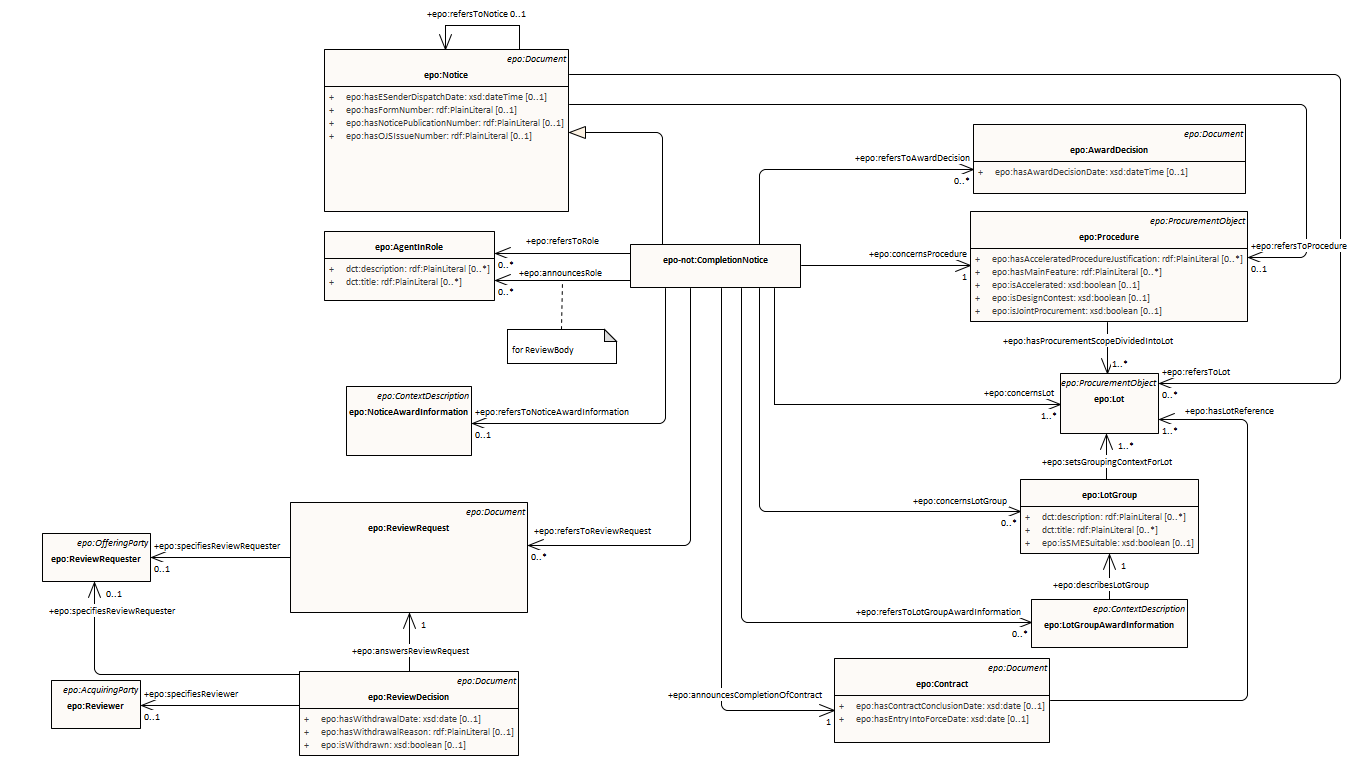 +epo:refersToNotice 0..1
epo:Document
epo:Notice
+ epo:hasESenderDispatchDate: xsd:dateTime [0..1]
+ epo:hasFormNumber: rdf:PlainLiteral [0..1]
+ epo:hasNoticePublicationNumber: rdf:PlainLiteral [0..1]
+ epo:hasOJSIssueNumber: rdf:PlainLiteral [0..1]
epo:Document
epo:AwardDecision
+ epo:hasAwardDecisionDate: xsd:dateTime [0..1]
+epo:refersToAwardDecision
0..*
epo:AgentInRole
+ dct:description: rdf:PlainLiteral [0..*]
+ dct:title: rdf:PlainLiteral [0..*]
+epo:refersToRole
0..*
+epo:announcesRole
0..*
for ReviewBody
epo-not:CompletionNotice
+epo:concernsProcedure
1
epo:ProcurementObject
epo:Procedure
+ epo:hasAcceleratedProcedureJustification: rdf:PlainLiteral [0..*]
+ epo:hasMainFeature: rdf:PlainLiteral [0..*]
+ epo:isAccelerated: xsd:boolean [0..1]
+ epo:isDesignContest: xsd:boolean [0..1]
+ epo:isJointProcurement: xsd:boolean [0..1]
+epo:refersToProcedure
0..1
+epo:hasProcurementScopeDividedIntoLot
1..*
epo:ProcurementObject
epo:Lot
+epo:refersToLot
0..*
+epo:concernsLot
1..*
+epo:hasLotReference
1..*
epo:ContextDescription
epo:NoticeAwardInformation
+epo:refersToNoticeAwardInformation
0..1
1..*
+epo:setsGroupingContextForLot
epo:LotGroup
+ dct:description: rdf:PlainLiteral [0..*]
+ dct:title: rdf:PlainLiteral [0..*]
+ epo:isSMESuitable: xsd:boolean [0..1]
+epo:concernsLotGroup
0..*
epo:Document
epo:ReviewRequest
+epo:refersToReviewRequest
0..*
epo:OfferingParty
epo:ReviewRequester
+epo:specifiesReviewRequester
0..1
0..1
+epo:specifiesReviewRequester
1
+epo:describesLotGroup
epo:ContextDescription
epo:LotGroupAwardInformation
+epo:refersToLotGroupAwardInformation
0..*
1
+epo:answersReviewRequest
epo:Document
epo:ReviewDecision
+ epo:hasWithdrawalDate: xsd:date [0..1]
+ epo:hasWithdrawalReason: rdf:PlainLiteral [0..1]
+ epo:isWithdrawn: xsd:boolean [0..1]
epo:AcquiringParty
epo:Reviewer
+epo:specifiesReviewer
0..1
epo:Document
epo:Contract
+ epo:hasContractConclusionDate: xsd:date [0..1]
+ epo:hasEntryIntoForceDate: xsd:date [0..1]
+epo:announcesCompletionOfContract
1